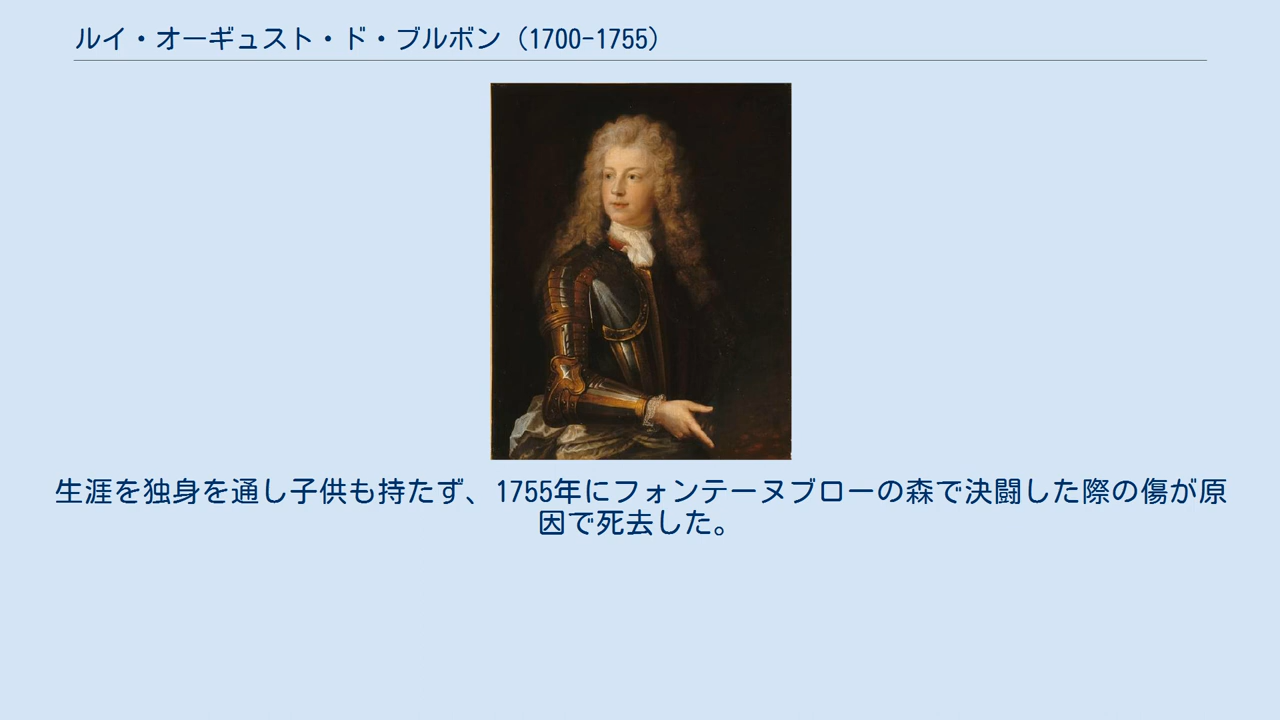 ルイ・オーギュスト・ド・ブルボン（1700-1755）
生涯を独身を通し子供も持たず、1755年にフォンテーヌブローの森で決闘した際の傷が原
因で死去した。